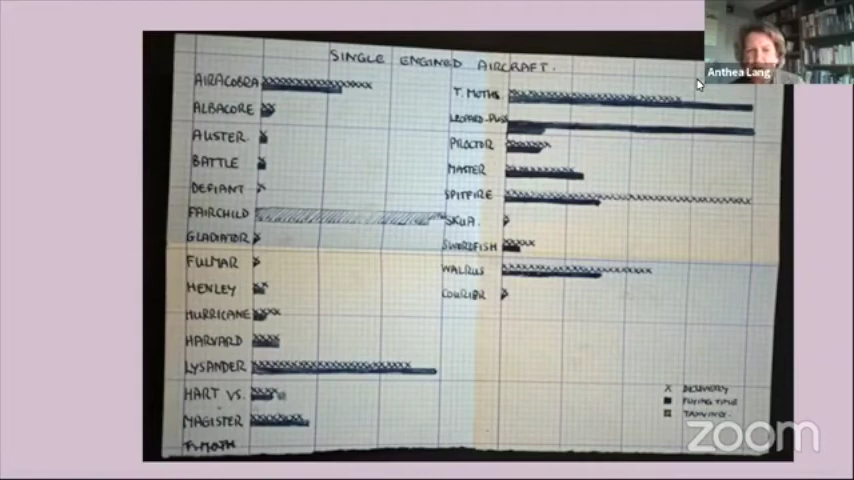 SINGLE ENGINED AIRCRAFT.
AIRACOBRA
ALBACORE
AUSTER.
BATTLE
DEFIANT
FAIRCHILD
GLADIATOR
FULMAR
HENLEY
HURRICANE
HARVARD
LYSANDER
HART VS.
MAGISTER
T. MOTH
T. MOTHS
PROCTOR
MASTER
SPITFIRE
SKUA.
SWORDFISH
WALRUS
COURIER
X DELIVERY
FLYING TIME
Anthea Lang
zoom